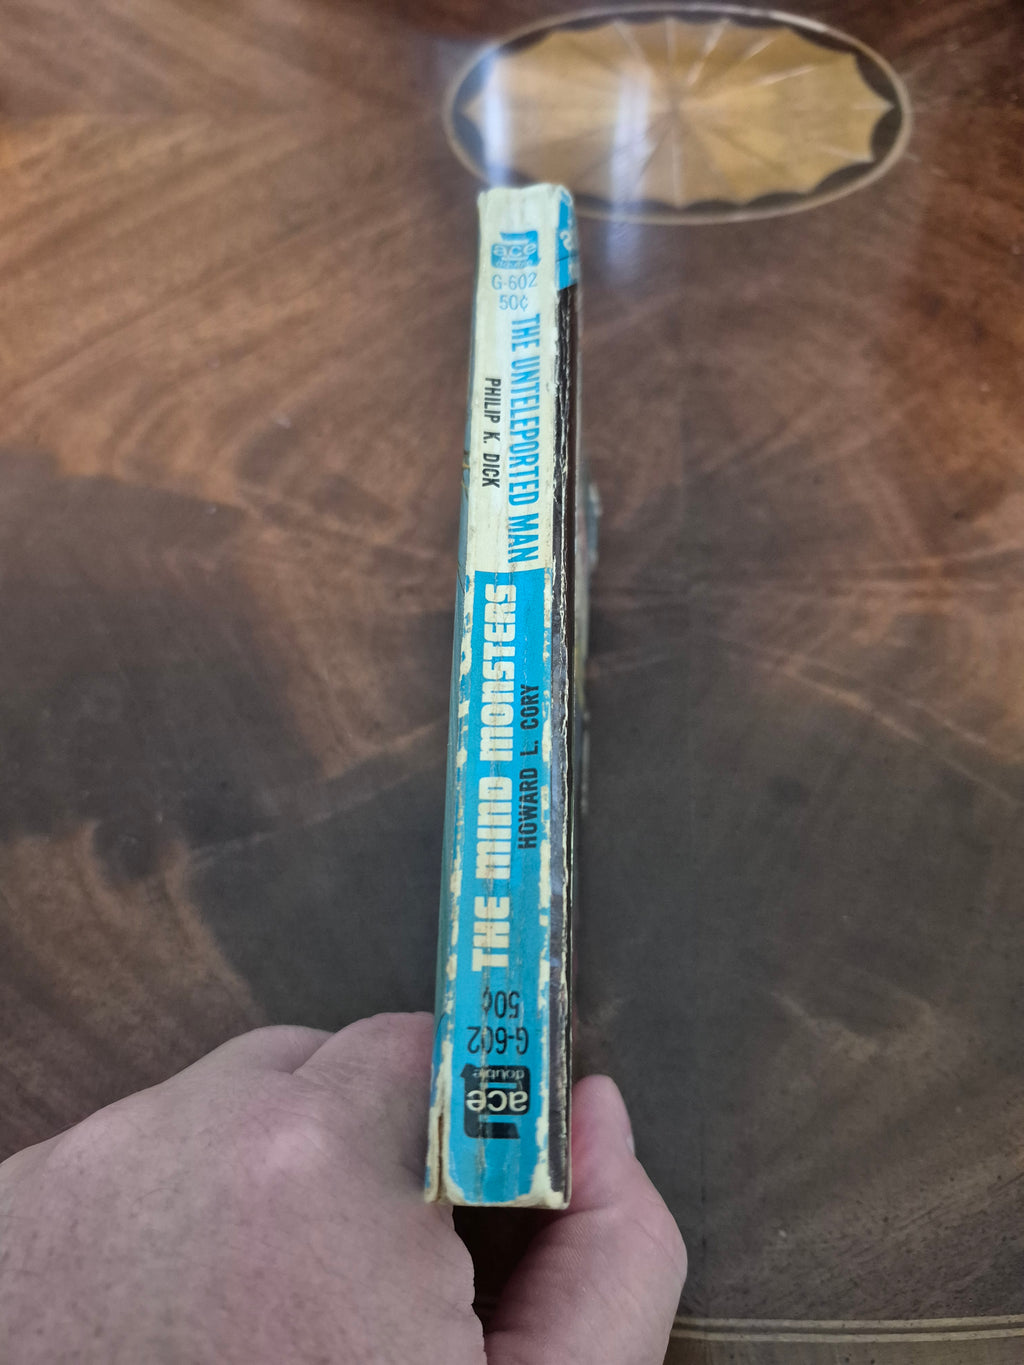 ace
G-602
50¢
THE UNTELEPORTED MAN
PHILIP K. DICK
THE MIND MONSTERS
HOWARD L. CORY
50¢
G-602
ace
double